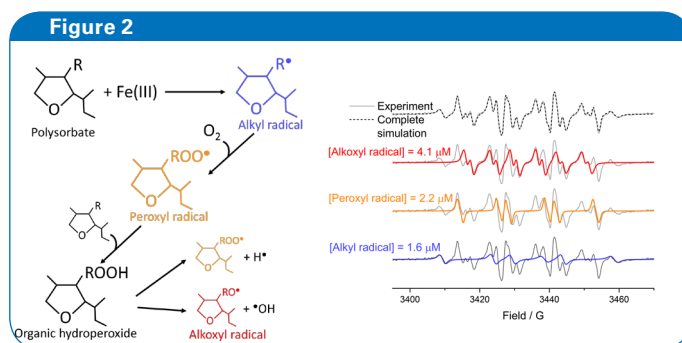 Figure 2
R
O
Polysorbate
+ Fe(III)
R•
O
Alkyl radical
O2
ROO•
O
Peroxyl radical
R
O
ROOH
O
Organic hydroperoxide
ROO•
O
+ H•
RO•
O
+ •OH
Alkoxyl radical
Experiment
Complete
simulation
[Alkoxyl radical] = 4.1 µM
[Peroxyl radical] = 2.2 µM
[Alkyl radical] = 1.6 µM
3400 3420 3440 3460
Field / G